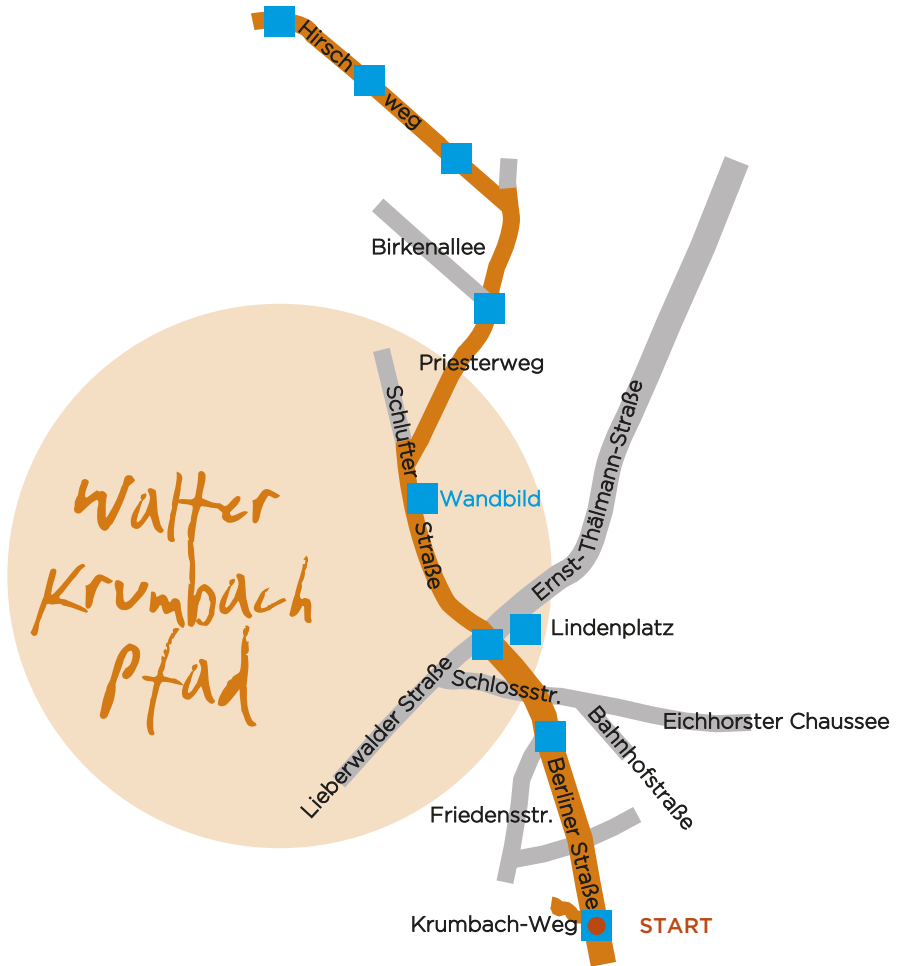 Hirsch
weg
Birkenallee
Priesterweg
Schlufter
Straße
Wandbild
Ernst-Thälmann-Straße
Lindenplatz
Walter
Krumbach
Pfad
Lieberwalder Straße
Schlossstr.
Eichhorster Chaussee
Bahnhofstraße
Berliner Straße
Friedensstr.
Krumbach-Weg
START